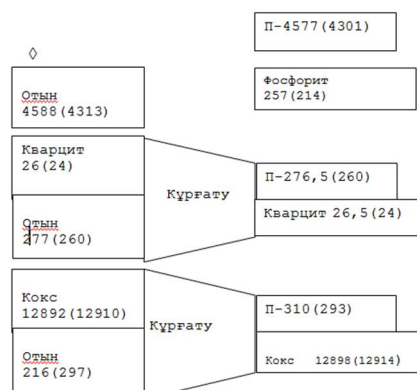 П-4577(4301)
◊
Отын
4588(4313)
Фосфорит
257(214)
Кварцит
26(24)
Отын
277(260)
Құрғату
П-276,5(260)
Кварцит 26,5(24)
Кокс
12892(12910)
Отын
216(297)
Құрғату
П-310(293)
Кокс 12898(12914)